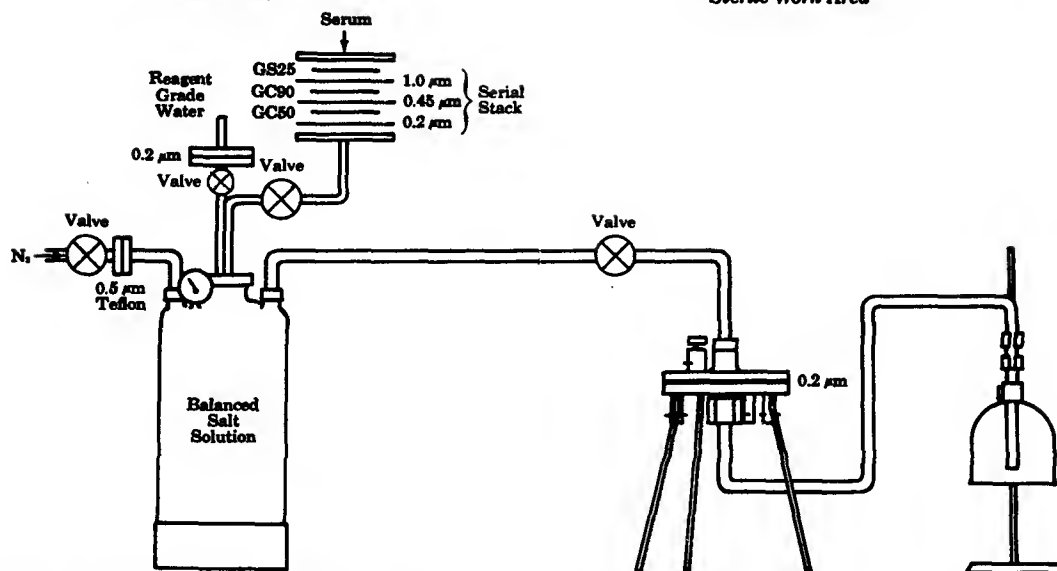 Sterile Work Area
Serum
GS25
1.0 μm
GC90
0.45 μm
GC50
0.2 μm
Serial
Stack
Reagent
Grade
Water
0.2 μm
Valve
Valve
Valve
N₂
0.5 μm
Teflon
Valve
0.2 μm
Balanced
Salt
Solution